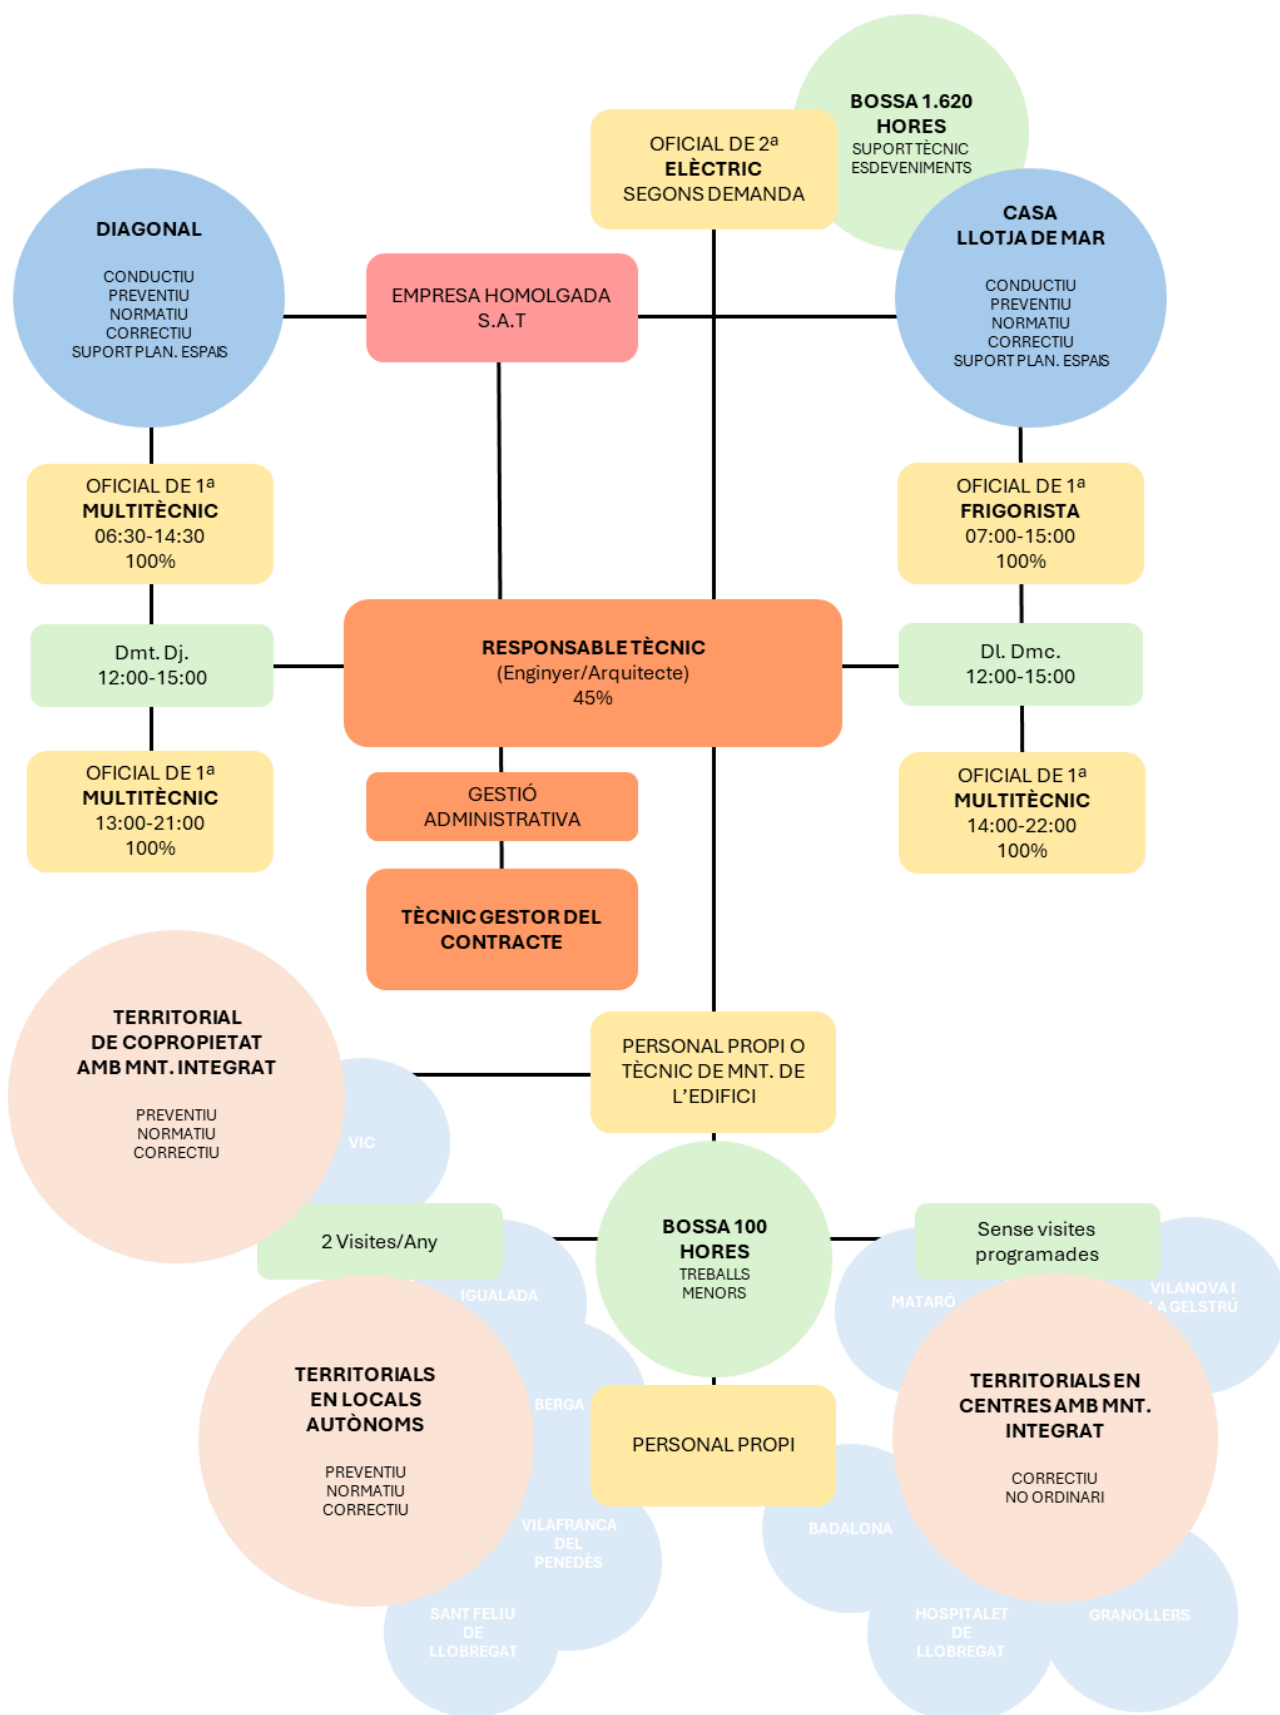 BOSSA 1.620
HORES
SUPORT TÈCNIC
ESDEVENIMENTS
OFICIAL DE 2ª
ELÈCTRIC
SEGONS DEMANDA
DIAGONAL
CONDUCTIU
PREVENTIU
NORMATIU
CORRECTIU
SUPORT PLAN. ESPAIS
EMPRESA HOMOLGADA
S.A.T
CASA
LLOTJA DE MAR
CONDUCTIU
PREVENTIU
NORMATIU
CORRECTIU
SUPORT PLAN. ESPAIS
OFICIAL DE 1ª
MULTITÈCNIC
06:30-14:30
100%
OFICIAL DE 1ª
FRIGORISTA
07:00-15:00
100%
Dmt. Dj.
12:00-15:00
RESPONSABLE TÈCNIC
(Enginyer/Arquitecte)
45%
Dl. Dmc.
12:00-15:00
OFICIAL DE 1ª
MULTITÈCNIC
13:00-21:00
100%
GESTIÓ
ADMINISTRATIVA
OFICIAL DE 1ª
MULTITÈCNIC
14:00-22:00
100%
TÈCNIC GESTOR DEL
CONTRACTE
TERRITORIAL
DE COPROPIETAT
AMB MNT. INTEGRAT
PREVENTIU
NORMATIU
CORRECTIU
VIC
PERSONAL PROPI O
TÈCNIC DE MNT. DE
L'EDIFICI
2 Visites/Any
BOSSA 100
HORES
TREBALLS
MENORS
Sense visites
programades
IGUALADA
MATARÓ
VILANOVA I
LA GELSTRÚ
TERRITORIALS
EN LOCALS
AUTÒNOMS
PREVENTIU
NORMATIU
CORRECTIU
BERGA
PERSONAL PROPI
TERRITORIALS EN
CENTRES AMB MNT.
INTEGRAT
CORRECTIU
NO ORDINARI
VILAFRANCA
DEL
PENEDÈS
BADALONA
SANT FELIU
DE
LLOBREGAT
HOSPITALET
DE
LLOBREGAT
GRANOLLERS